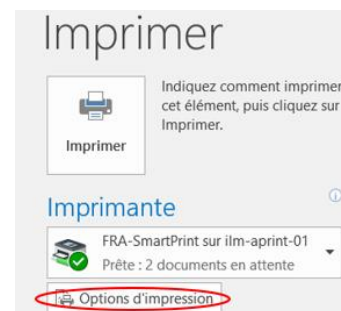 Imprimer
Indiquez comment imprimer
cet élément, puis cliquez sur
Imprimer.
Imprimer
Imprimante
FRA-SmartPrint sur ilm-aprint-01
Prête : 2 documents en attente
Options d'impression